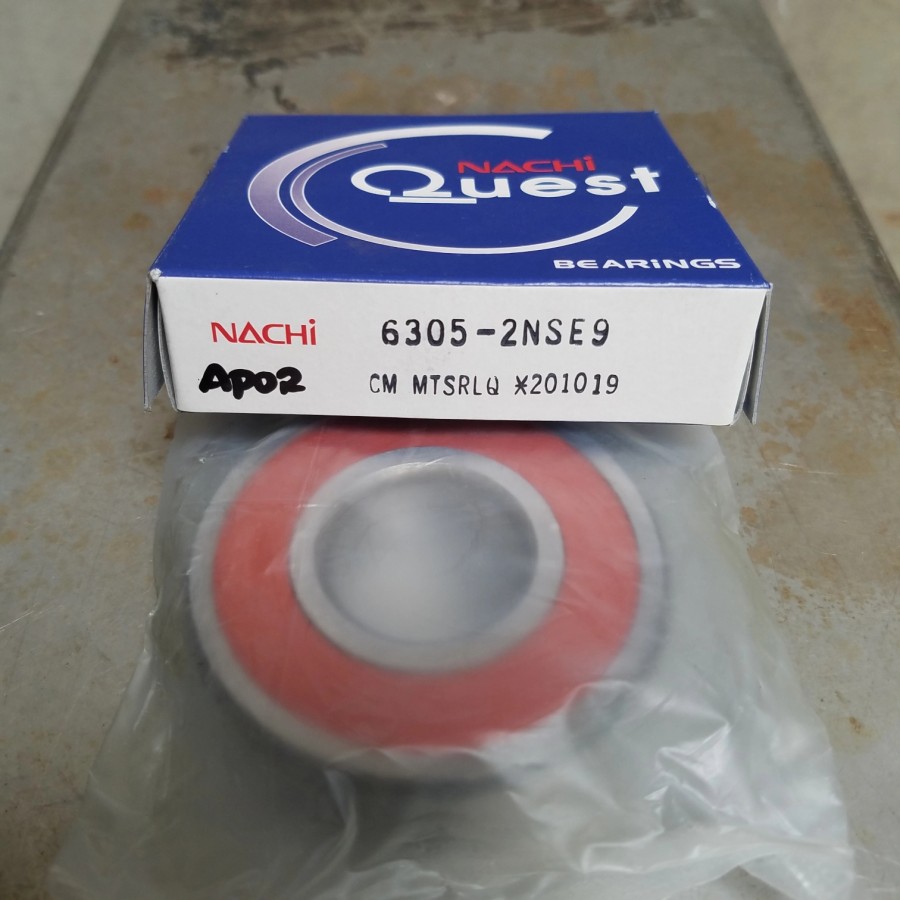 NACHi
Quest
BEARiNGS
NACHi 6305-2NSE9
AP02 CM MTSRLQ *201019